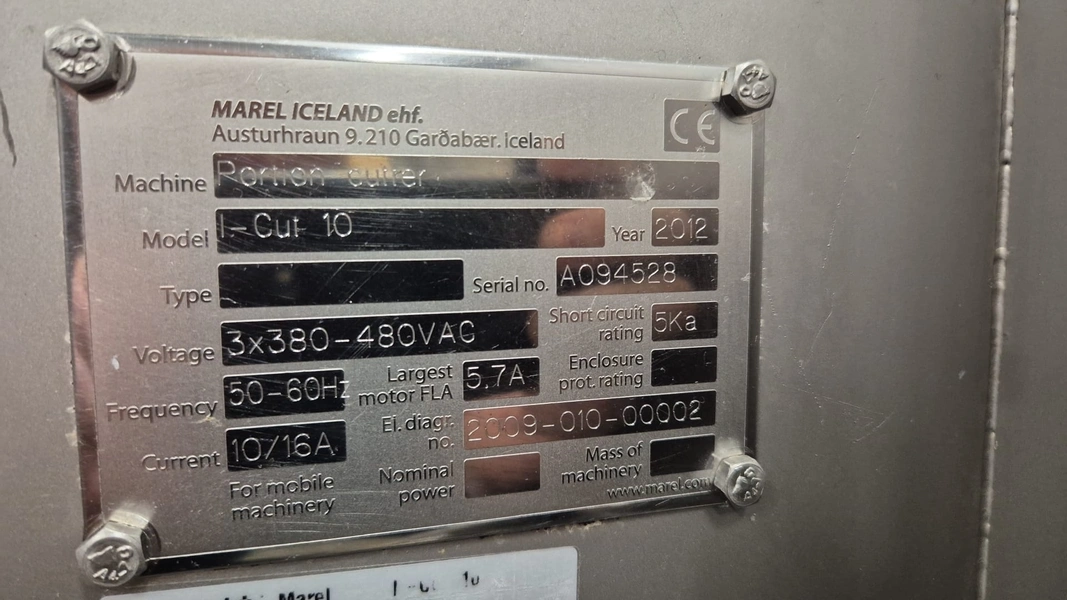 MAREL ICELAND ehf.
Austurhraun 9. 210 Garðabær. Iceland
CE
Machine Portion cutter
Model I-Cut 10 Year 2012
Type Serial no. A094528
Voltage 3x380-480VAC Short circuit rating 5Ka
Frequency 50-60Hz Largest motor FLA 5.7A Enclosure prot. rating
Current 10/16A El. diagr. no. 2009-010-00002
For mobile machinery Nominal power Mass of machinery
www.marel.com
Marel